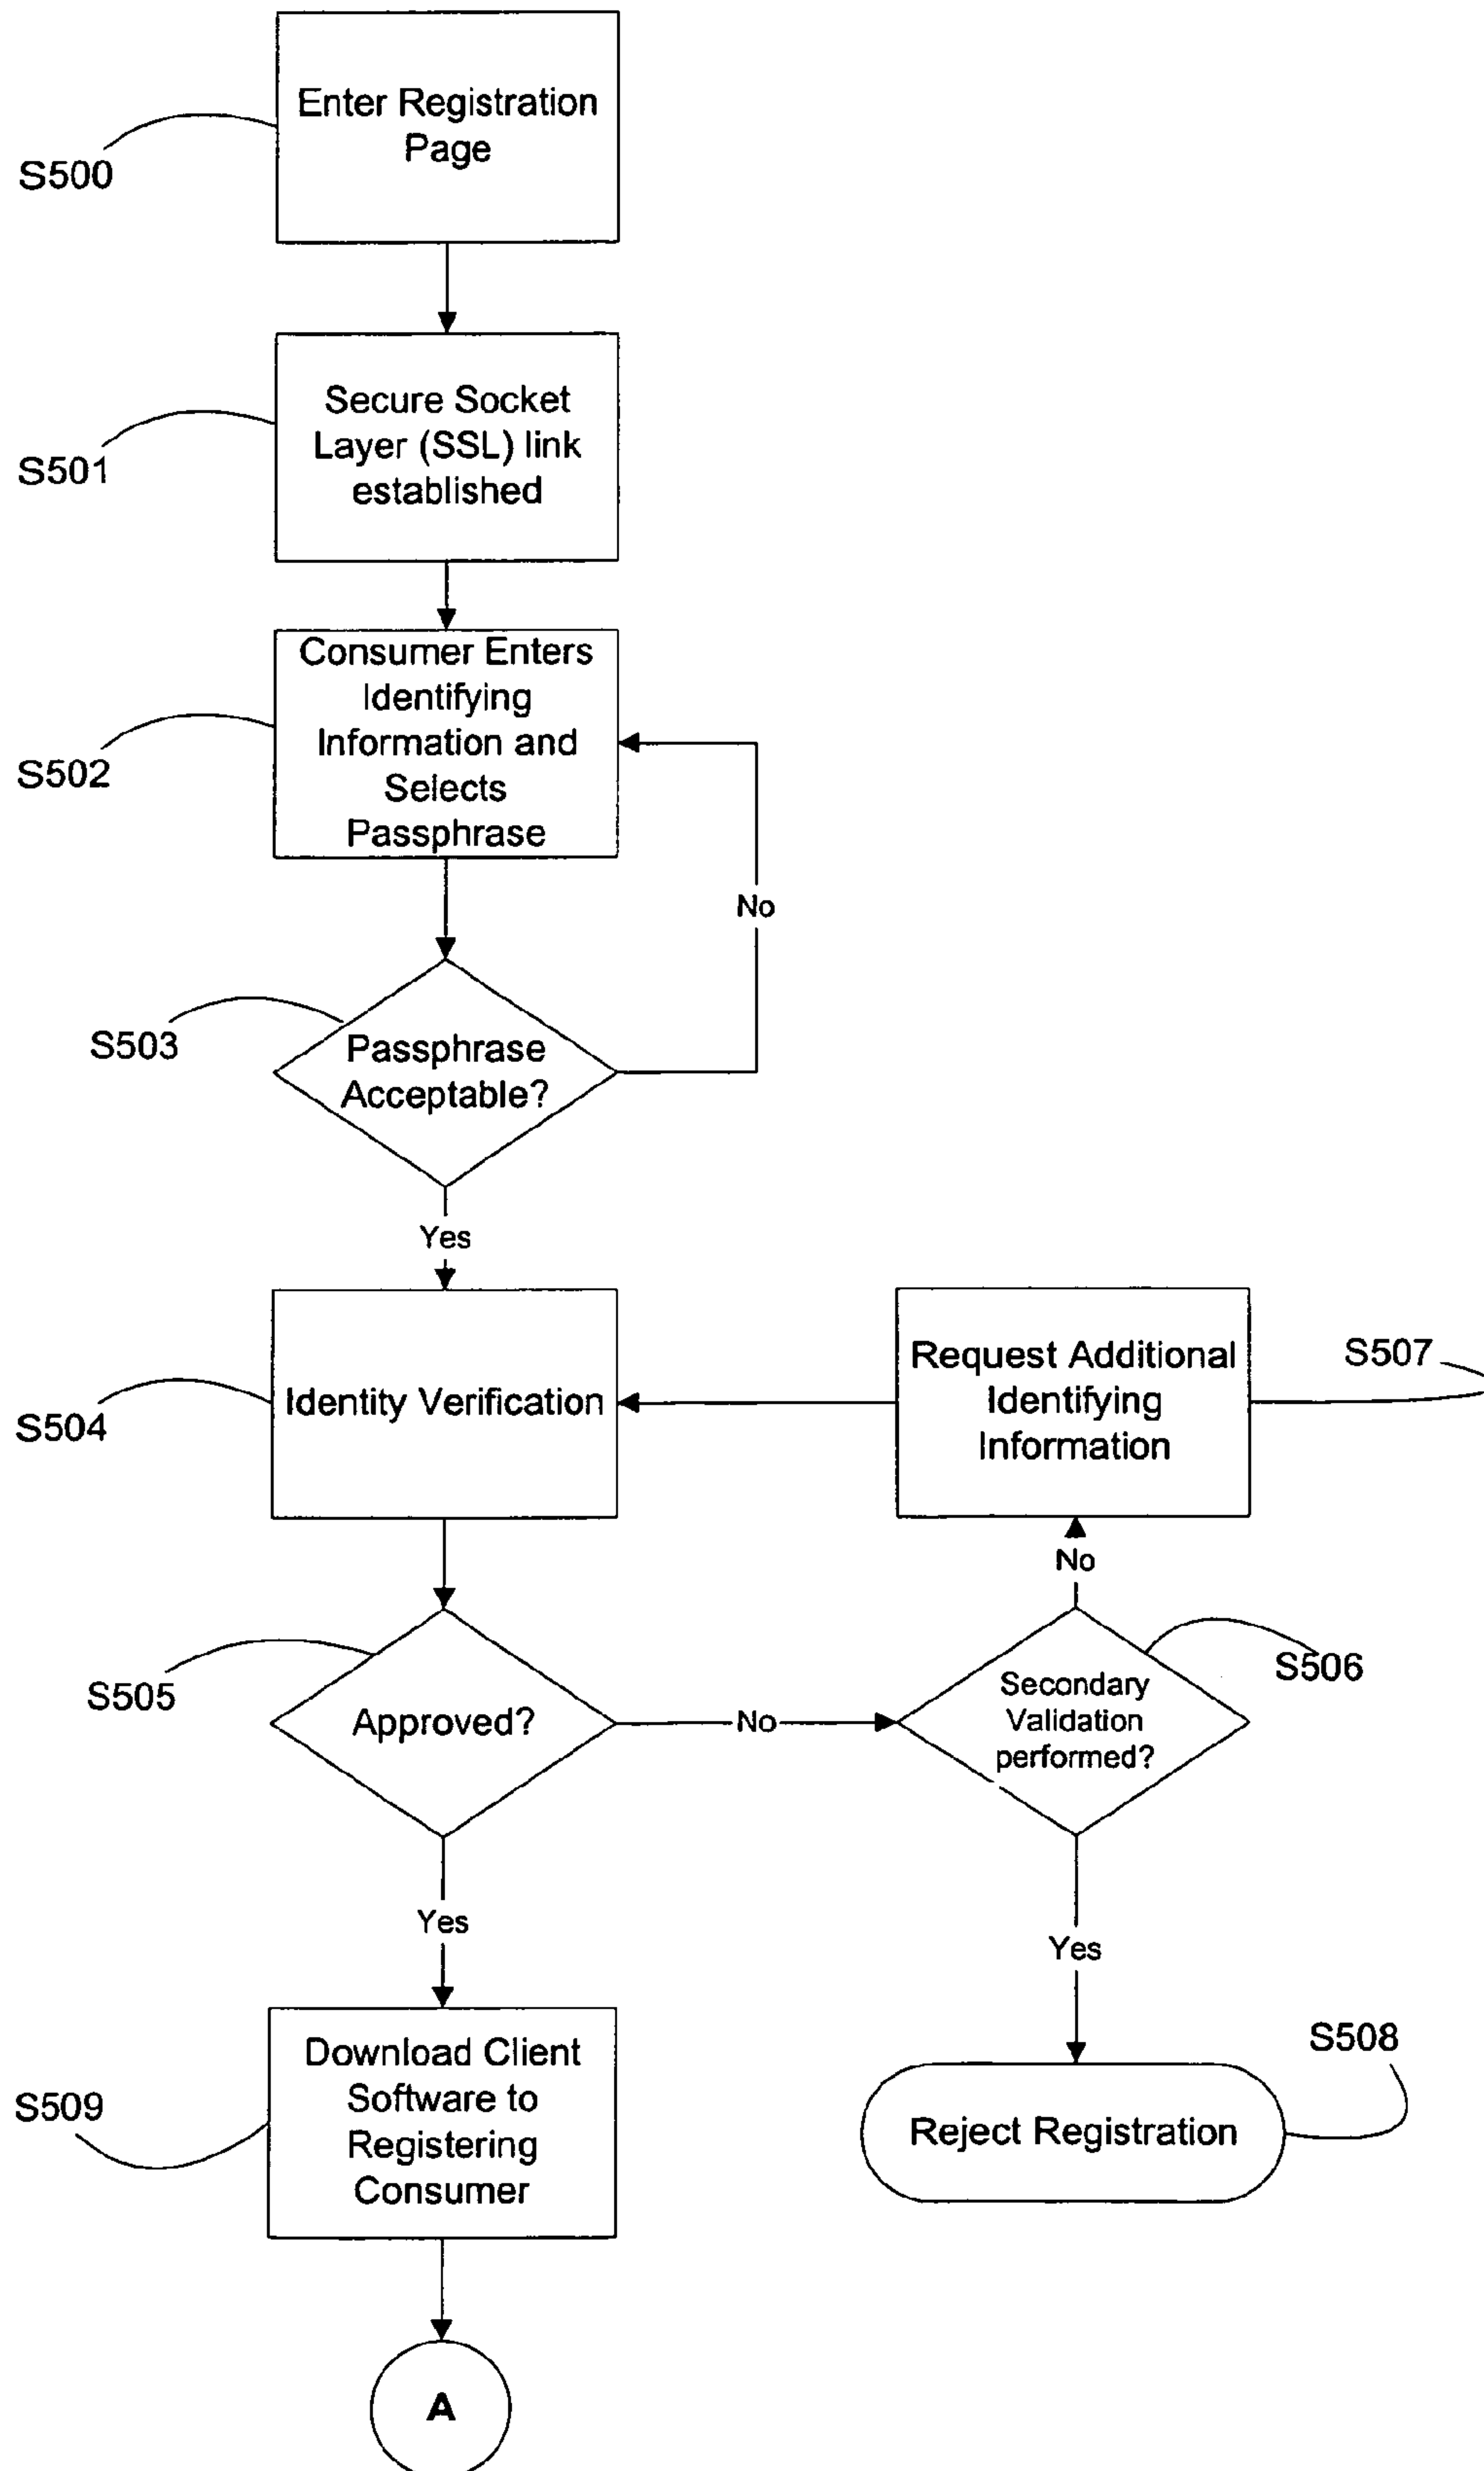 Enter Registration
Page
S500
Secure Socket
Layer (SSL) link
established
S501
Consumer Enters
Identifying
Information and
Selects
Passphrase
S502
No
S503
Passphrase
Acceptable?
Yes
Identity Verification
S504
Request Additional
Identifying
Information
S507
No
S505
Approved?
No
Secondary
Validation
performed?
S506
Yes
Yes
Download Client
Software to
Registering
Consumer
S509
S508
Reject Registration
A